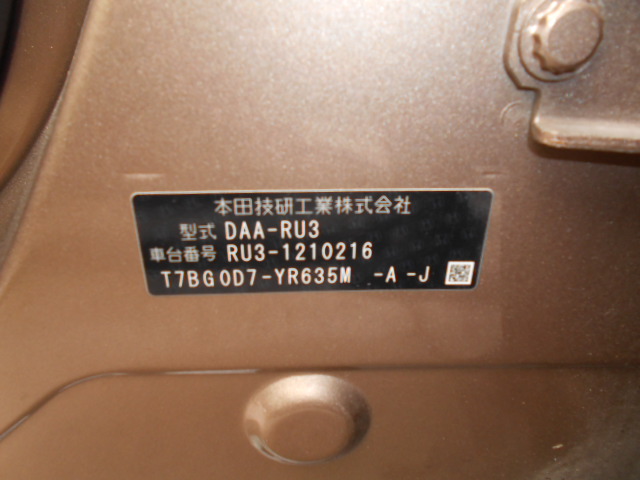 本田技研工業株式会社
型式 DAA-RU3
車台番号 RU3-1210216
T7BG0D7-YR635M -A -J